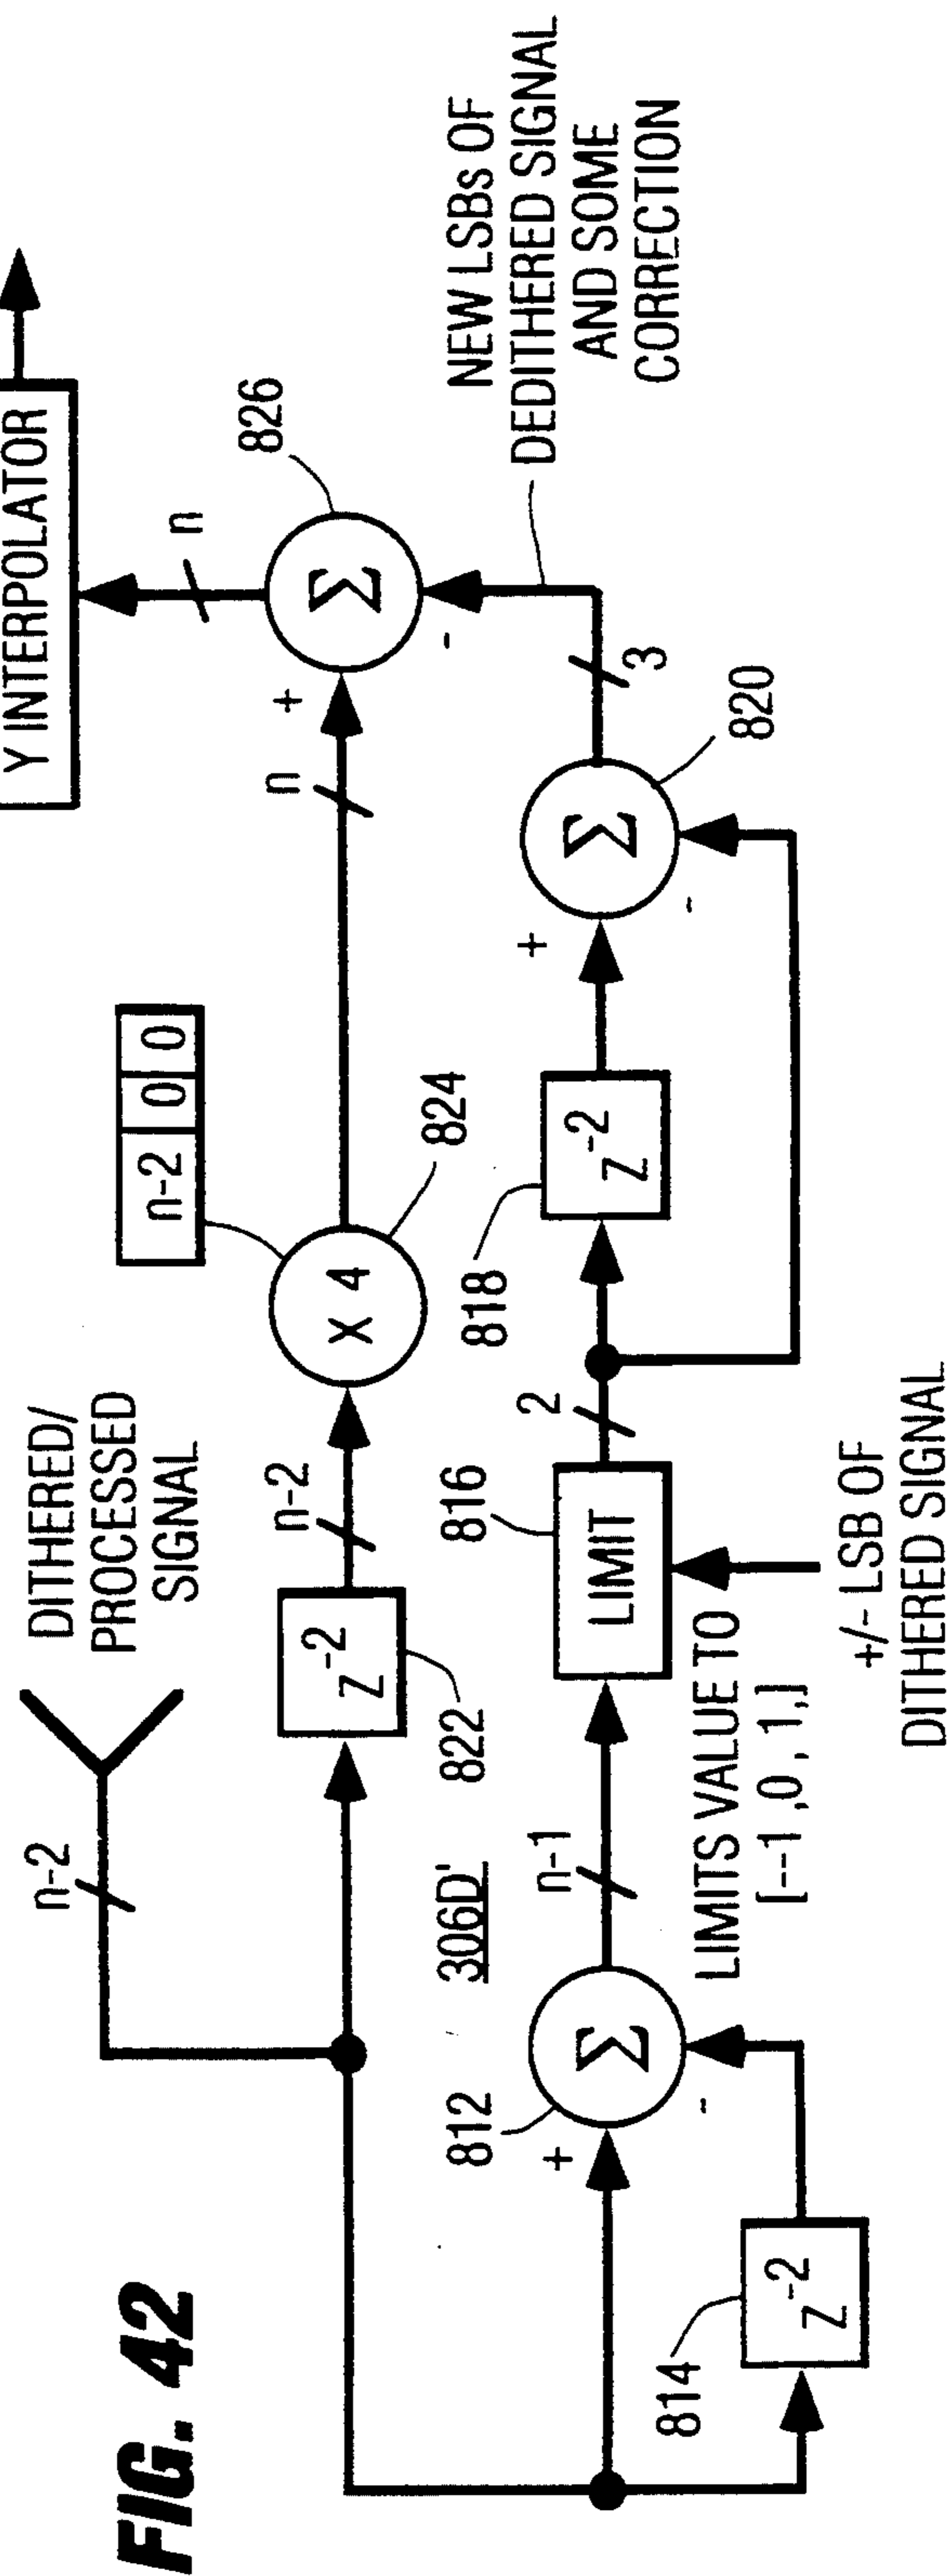 FIG. 42
DITHERED/
PROCESSED
SIGNAL
n-2
Y INTERPOLATOR
n-2 0 0
n
822
z-2
n-2
X 4
824
n
+
-
Σ
826
306D'
NEW LSBs OF
DEDITHERED SIGNAL
AND SOME
CORRECTION
812
+
-
Σ
n-1
816
LIMIT
2
818
z-2
+
-
Σ
820
3
814
z-2
LIMITS VALUE TO
[--1 ,0 , 1,]
+/- LSB OF
DITHERED SIGNAL